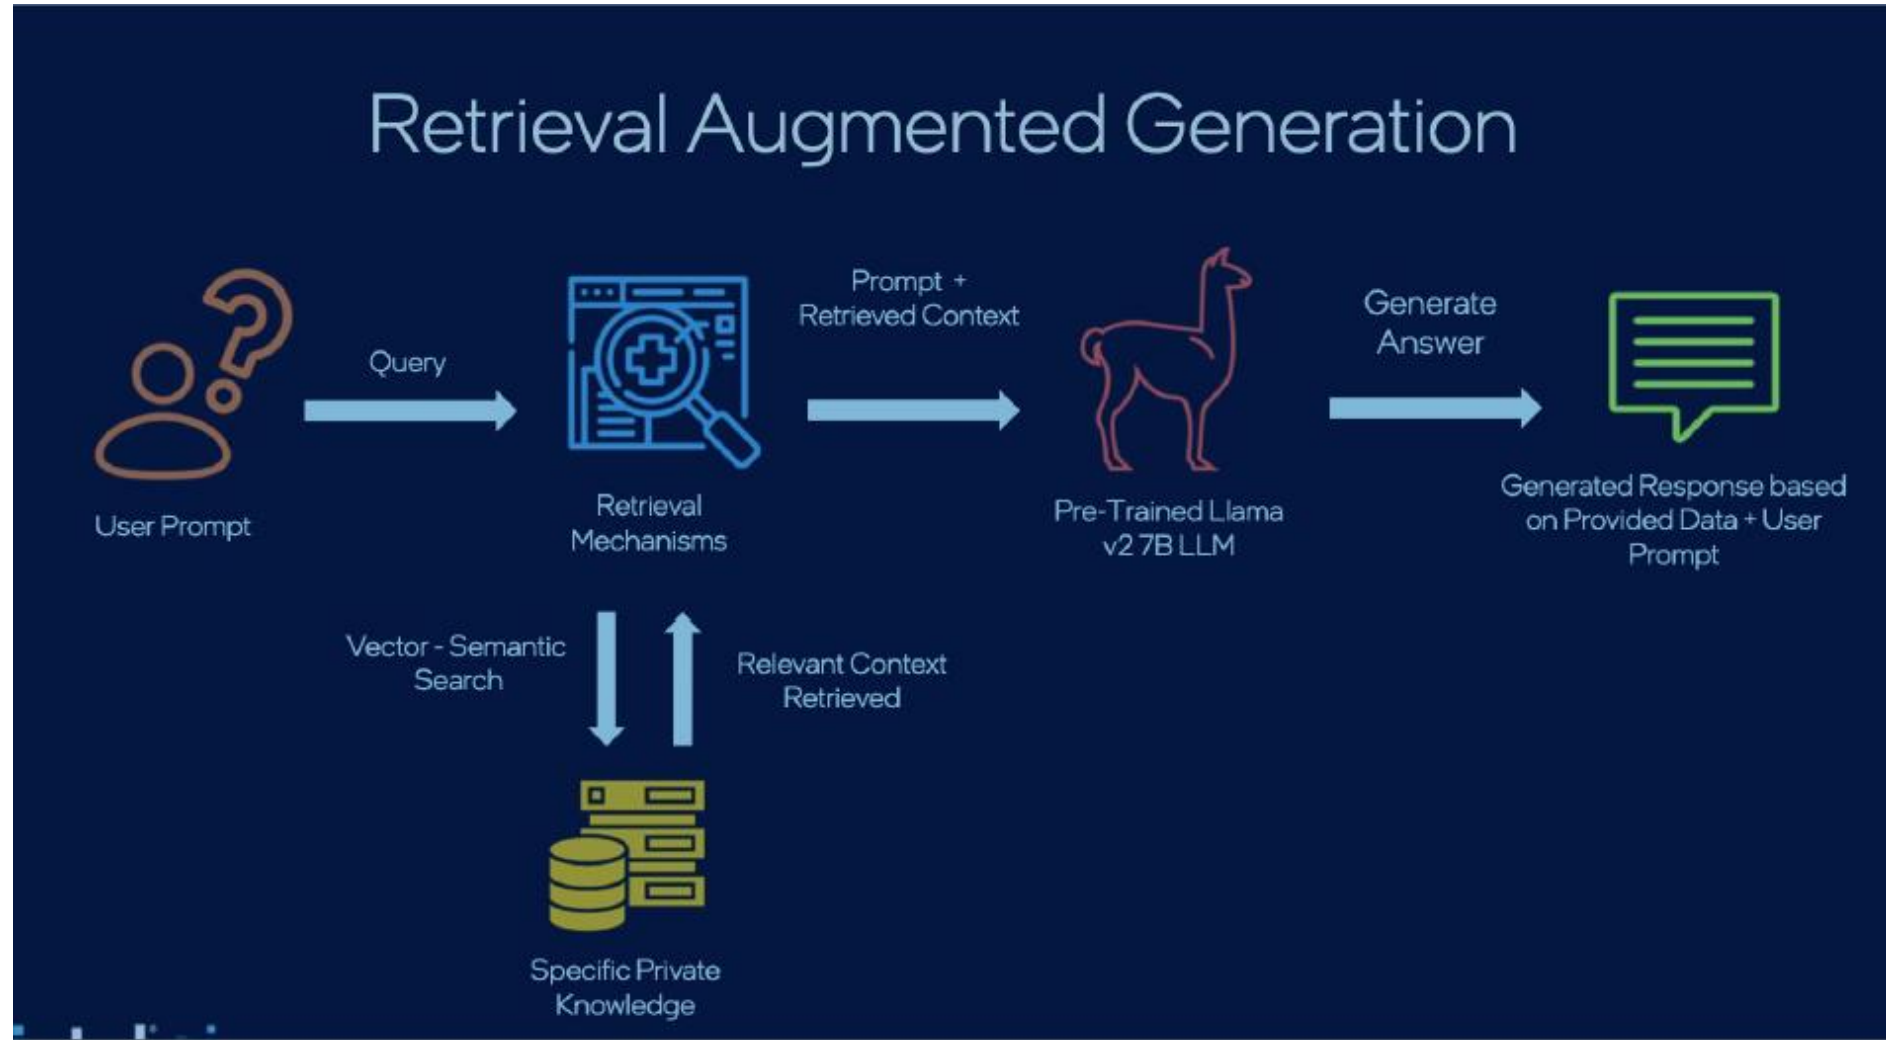 Retrieval Augmented Generation
Query
Prompt +
Retrieved Context
Generate
Answer
User Prompt
Retrieval
Mechanisms
Pre-Trained Llama
v2 7B LLM
Generated Response based
on Provided Data + User
Prompt
Vector - Semantic
Search
Relevant Context
Retrieved
Specific Private
Knowledge